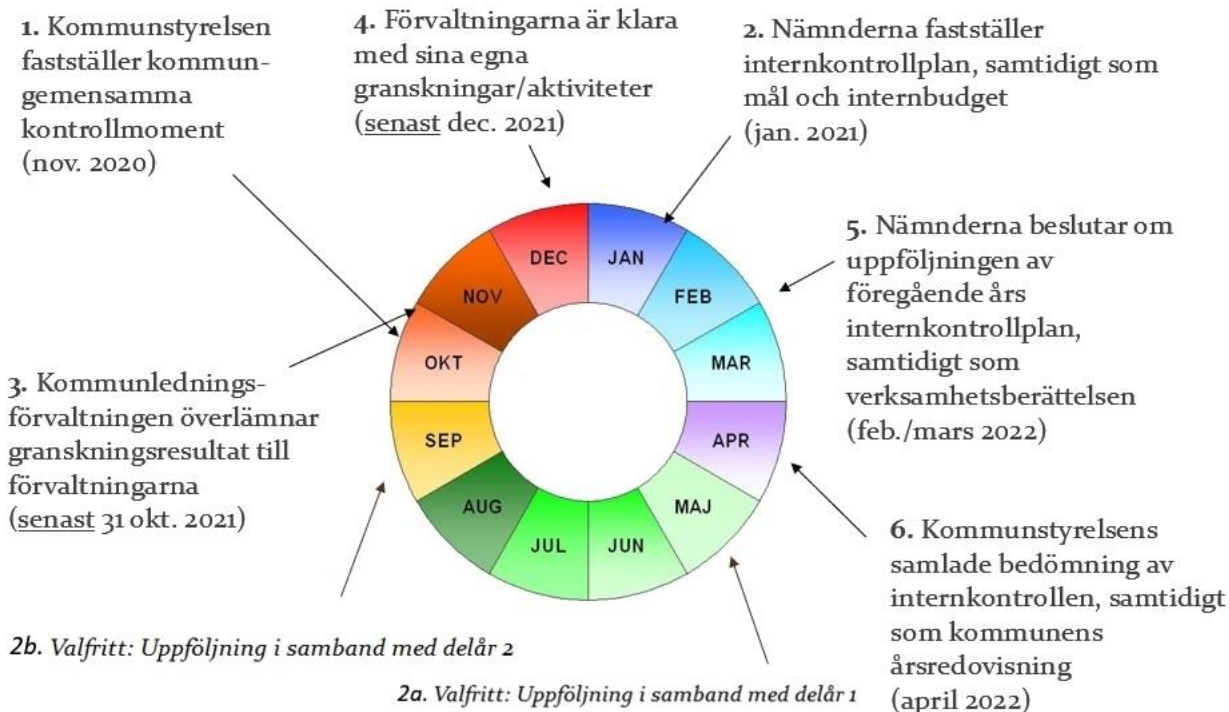 1. Kommunstyrelsen
fastställer kommun-
gemensamma
kontrollmoment
(nov. 2020)
4. Förvaltningarna är klara
med sina egna
granskningar/aktiviteter
(senast dec. 2021)
2. Nämnderna fastställer
internkontrollplan, samtidigt som
mål och internbudget
(jan. 2021)
5. Nämnderna beslutar om
uppföljningen av
föregående års
internkontrollplan,
samtidigt som
verksamhetsberättelsen
(feb./mars 2022)
DEC
JAN
NOV
FEB
OKT
MAR
SEP
APR
AUG
MAJ
JUL
JUN
3. Kommunlednings-
förvaltningen överlämnar
granskningsresultat till
förvaltningarna
(senast 31 okt. 2021)
6. Kommunstyrelsens
samlade bedömning av
internkontrollen, samtidigt
som kommunens
årsredovisning
(april 2022)
2b. Valfritt: Uppföljning i samband med delår 2
2a. Valfritt: Uppföljning i samband med delår 1